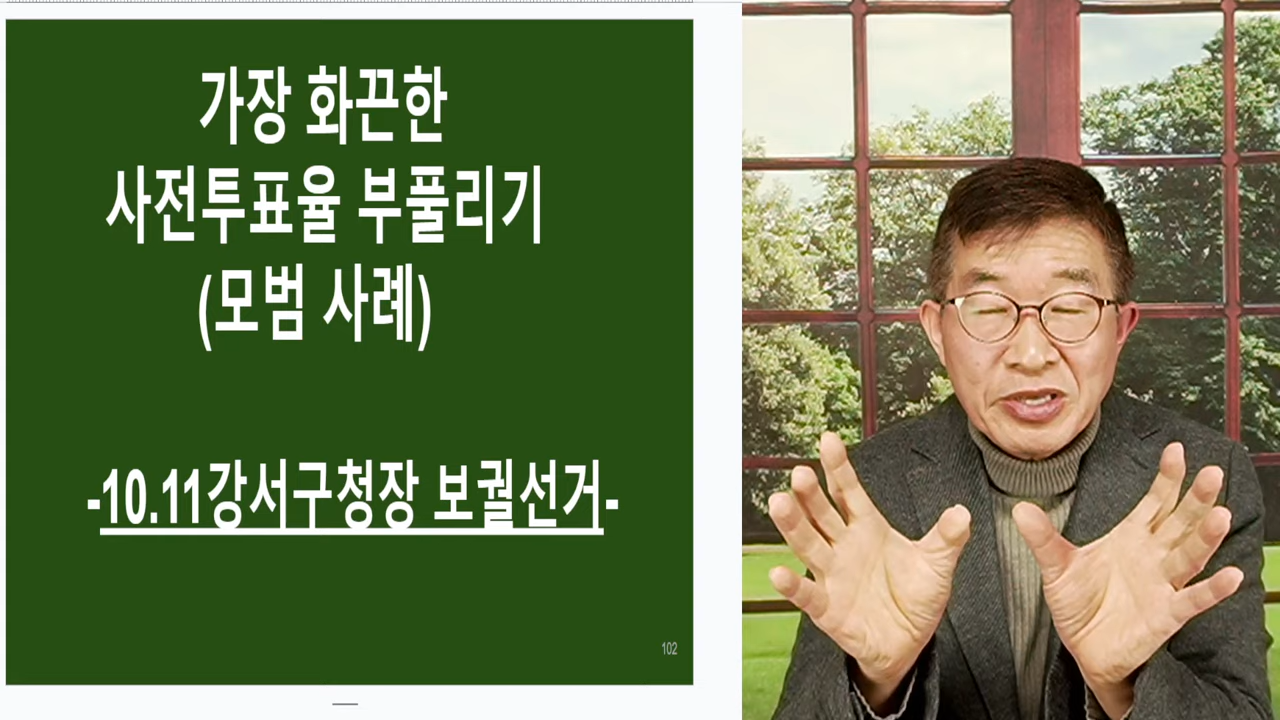 가장 화끈한
사전투표율 부풀리기
(모범 사례)
-10.11강서구청장 보궐선거-
102